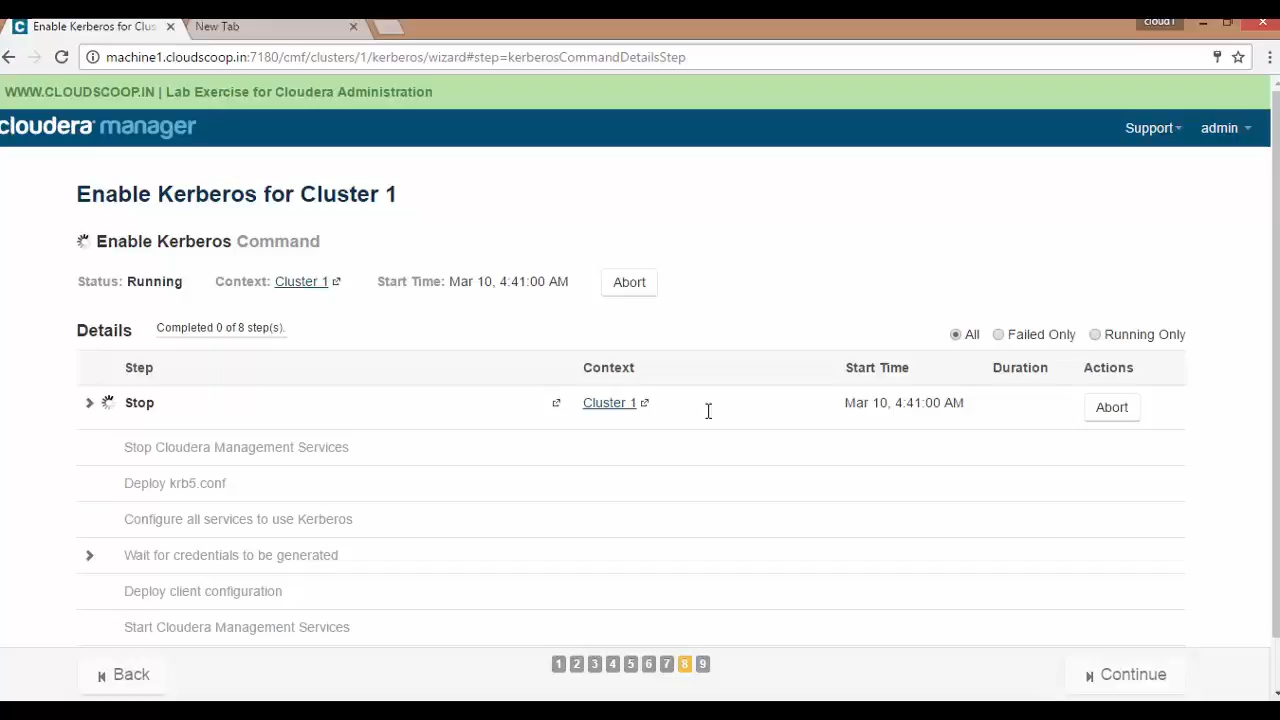 Enable Kerberos for Clus
New Tab
cloud1
machine1.cloudscoop.in:7180/cmf/clusters/1/kerberos/wizard#step=kerberosCommandDetailsStep
WWW.CLOUDSCOOP.IN | Lab Exercise for Cloudera Administration
cloudera manager
Support
admin
Enable Kerberos for Cluster 1
Enable Kerberos Command
Status: Running Context: Cluster 1 Start Time: Mar 10, 4:41:00 AM Abort
Details Completed 0 of 8 step(s).
All Failed Only Running Only
Step Context Start Time Duration Actions
Stop Cluster 1 Mar 10, 4:41:00 AM Abort
Stop Cloudera Management Services
Deploy krb5.conf
Configure all services to use Kerberos
Wait for credentials to be generated
Deploy client configuration
Start Cloudera Management Services
Back 1 2 3 4 5 6 7 8 9 Continue